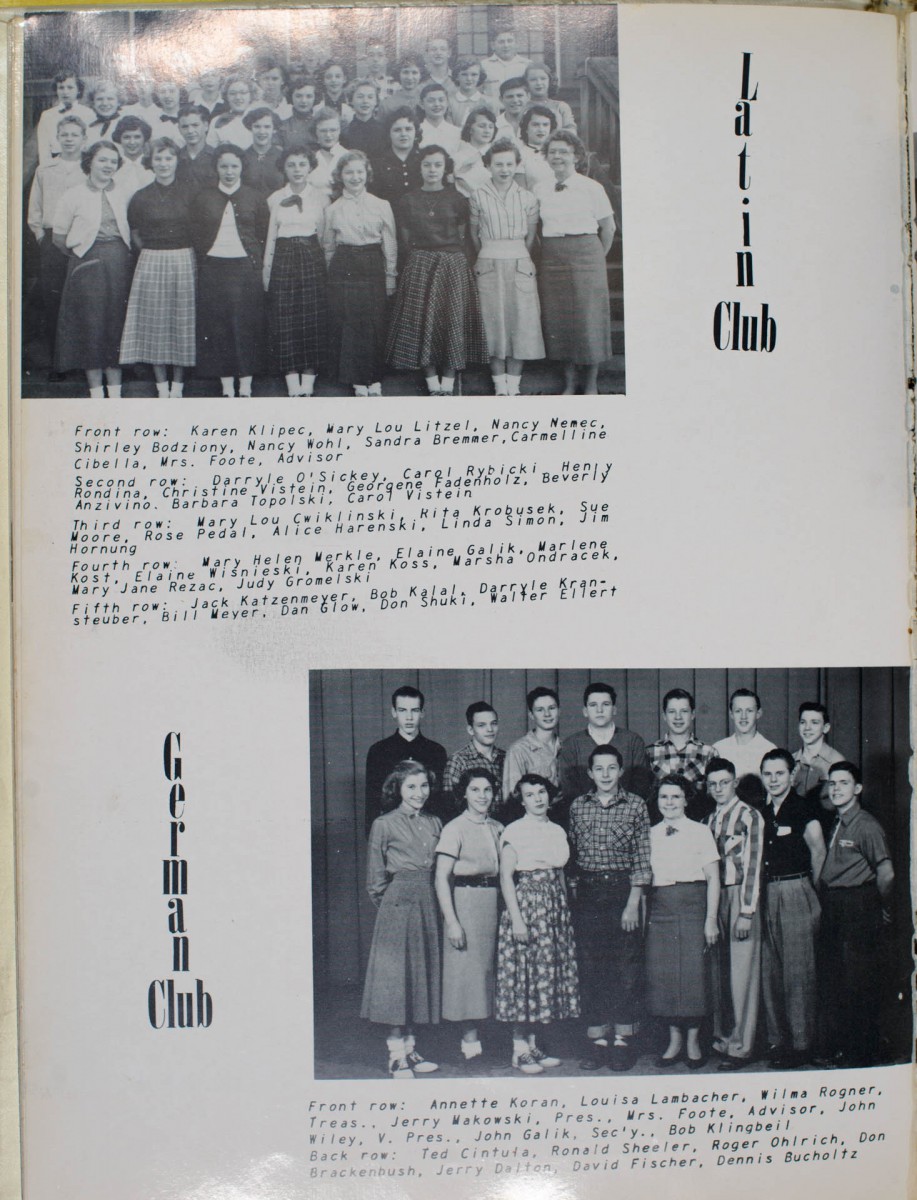 Latin
Club
Front row: Karen Klipec, Mary Lou Litzel, Nancy Nemec,
Shirley Bodziony, Nancy Wohl, Sandra Bremmer, Carmelline
Cibella, Mrs. Foote, Advisor
Second row: Darryle O'Sickey, Carol Rybicki, Henry
Rondina, Christine Vistein, Georgene Fadenholz, Beverly
Anzivino. Barbara Topolski, Carol Vistein
Third row: Mary Lou Cwiklinski, Rita Krobusek, Sue
Moore, Rose Pedal, Alice Harenski, Linda Simon, Jim
Hornung
Fourth row: Mary Helen Merkle, Elaine Galik, Marlene
Kost, Elaine Wisnieski, Karen Koss, Marsha Ondracek,
Mary Jane Rezac, Judy Gromelski
Fifth row: Jack Katzenmeyer, Bob Kalal, Darryle Kran-
steuber, Bill Meyer, Dan Glow, Don Shuki, Walter Ellert
German
Club
Front row: Annette Koran, Louisa Lambacher, Wilma Rogner,
Treas., Jerry Makowski, Pres., Mrs. Foote, Advisor, John
Wiley, V. Pres., John Galik, Sec'y., Bob Klingbeil
Back row: Ted Cintula, Ronald Sheeler, Roger Ohlrich, Don
Brackenbush, Jerry Dalton, David Fischer, Dennis Bucholtz